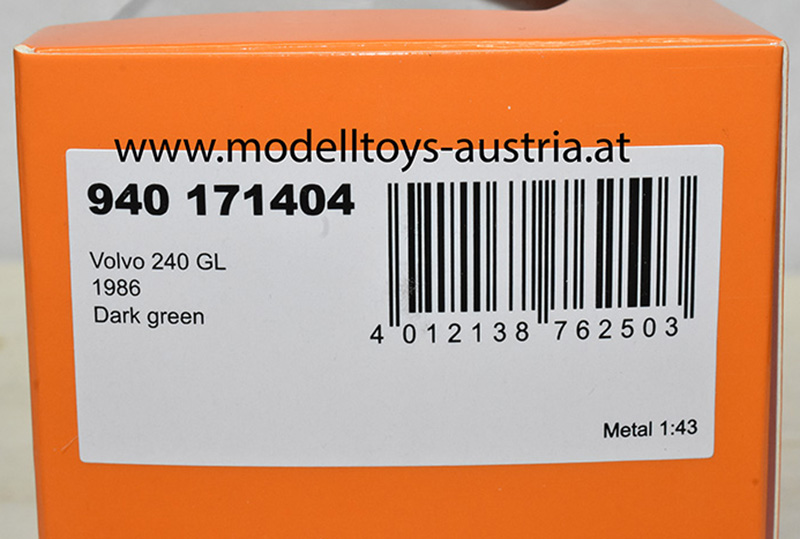 www.modelltoys-austria.at
940 171404
Volvo 240 GL
1986
Dark green
4 012138 762503
Metal 1:43